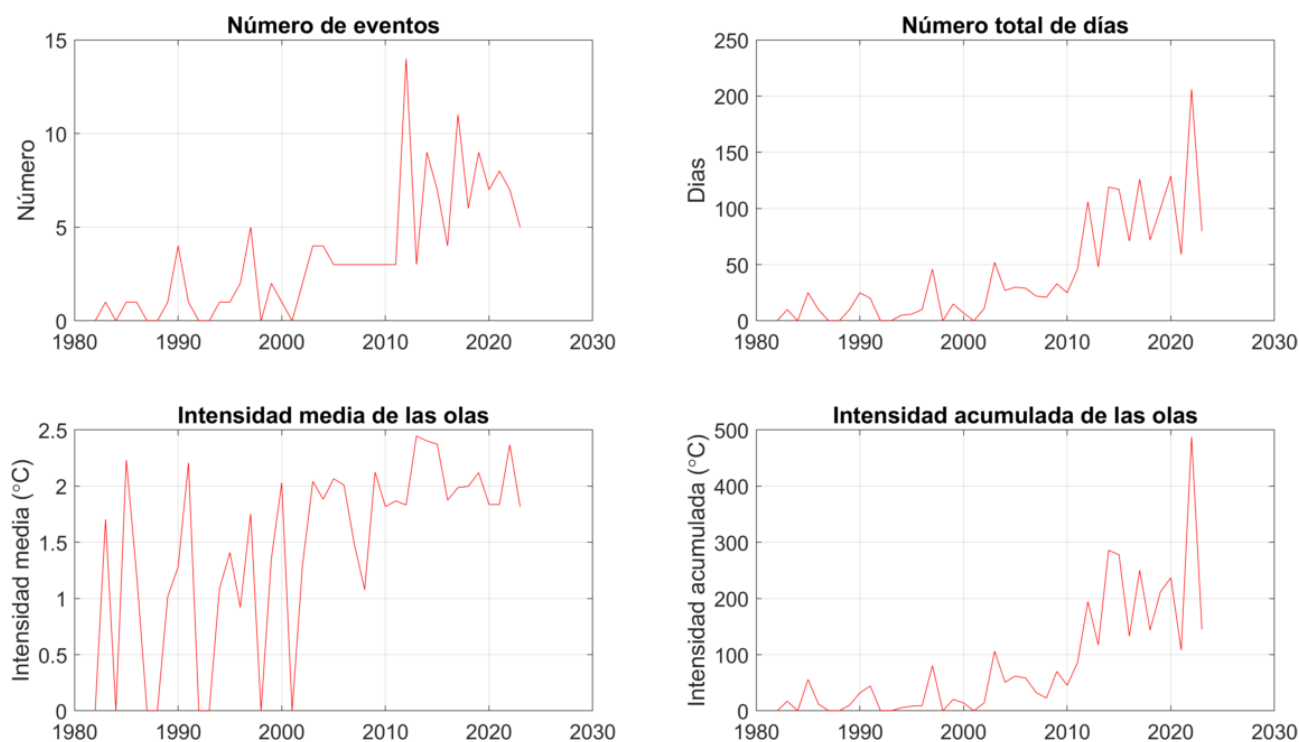 Número de eventos
Número
15
10
5
0
1980 1990 2000 2010 2020 2030
Número total de días
Dias
250
200
150
100
50
0
1980 1990 2000 2010 2020 2030
Intensidad media de las olas
Intensidad media (°C)
2.5
2
1.5
1
0.5
0
1980 1990 2000 2010 2020 2030
Intensidad acumulada de las olas
Intensidad acumulada (°C)
500
400
300
200
100
0
1980 1990 2000 2010 2020 2030